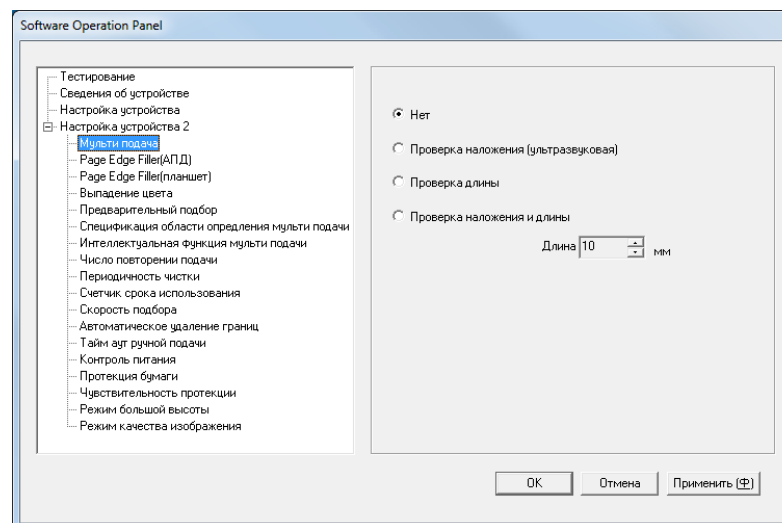 Software Operation Panel
Тестирование
Сведения об устройстве
Настройка устройства
Настройка устройства 2
Мульти подача
Page Edge Filler(АПД)
Page Edge Filler(планшет)
Выпадение цвета
Предварительный подбор
Спецификация области опредления мульти подачи
Интеллектуальная функция мульти подачи
Число повторении подачи
Периодичность чистки
Счетчик срока использования
Скорость подбора
Автоматическое удаление границ
Тайм аут ручной подачи
Контроль питания
Протекция бумаги
Чувствительность протекции
Режим большой высоты
Режим качества изображения
Нет
Проверка наложения (ультразвуковая)
Проверка длины
Проверка наложения и длины
Длина 10 мм
OK Отмена Применить (Ф)